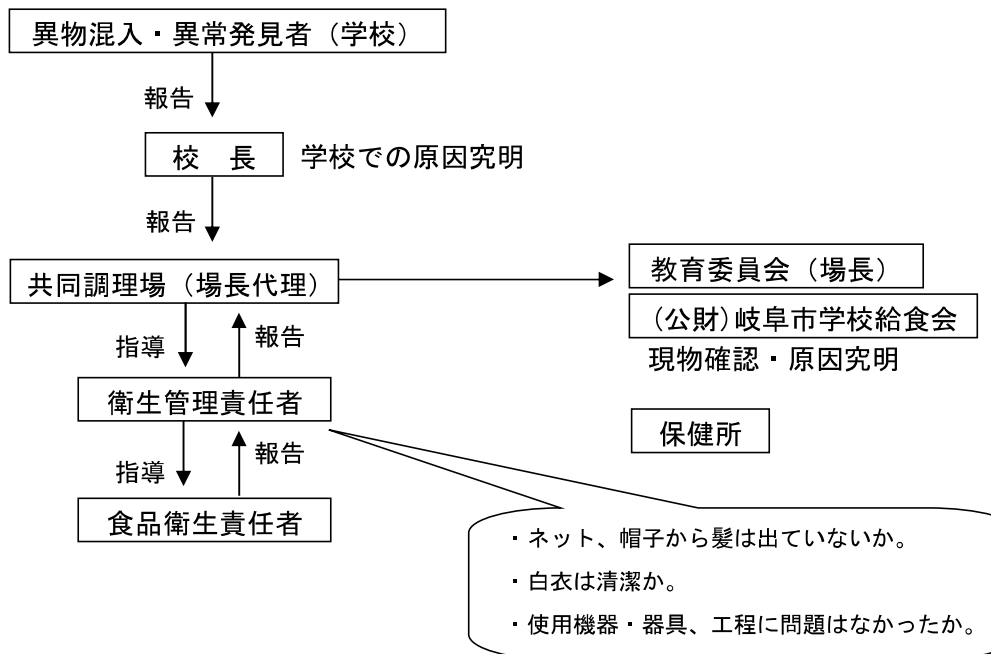 異物混入・異常発見者（学校）
報告
校　長　学校での原因究明
報告
共同調理場（場長代理）
教育委員会（場長）
(公財)岐阜市学校給食会
現物確認・原因究明
指導
報告
衛生管理責任者
保健所
指導
報告
食品衛生責任者
・ネット、帽子から髪は出ていないか。
・白衣は清潔か。
・使用機器・器具、工程に問題はなかったか。